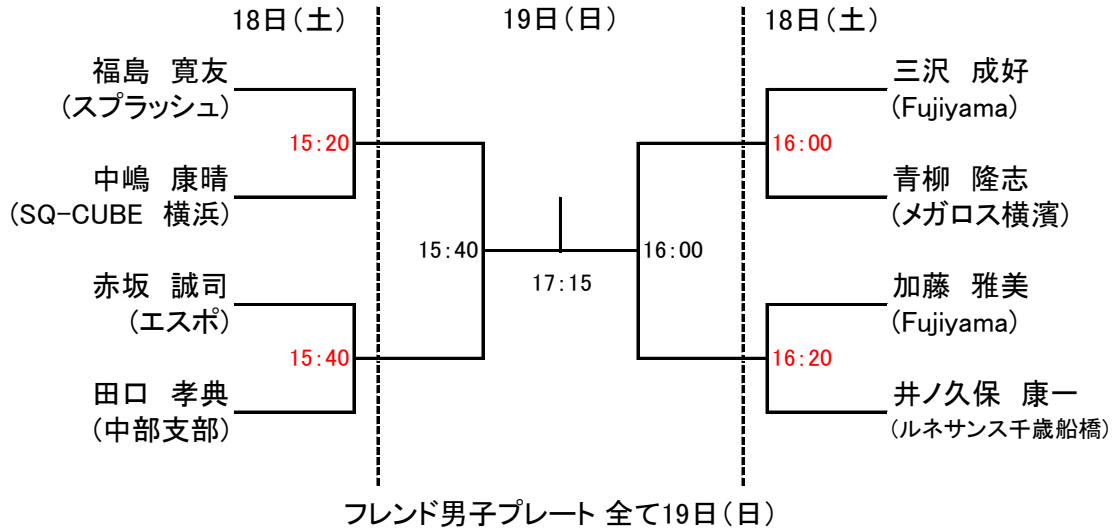 18日（土） 19日（日） 18日（土）
福島　寛友
（スプラッシュ）
15：20
中嶋　康晴
（SQ-CUBE　横浜）
15：40
赤坂　誠司
（エスポ）
15：40
田口　孝典
（中部支部）
17：15
三沢　成好
（Fujiyama）
16：00
青柳　隆志
（メガロス横濱）
16：00
加藤　雅美
（Fujiyama）
16：20
井ノ久保　康一
（ルネサンス千歳船橋）
フレンド男子プレート 全て19日（日）